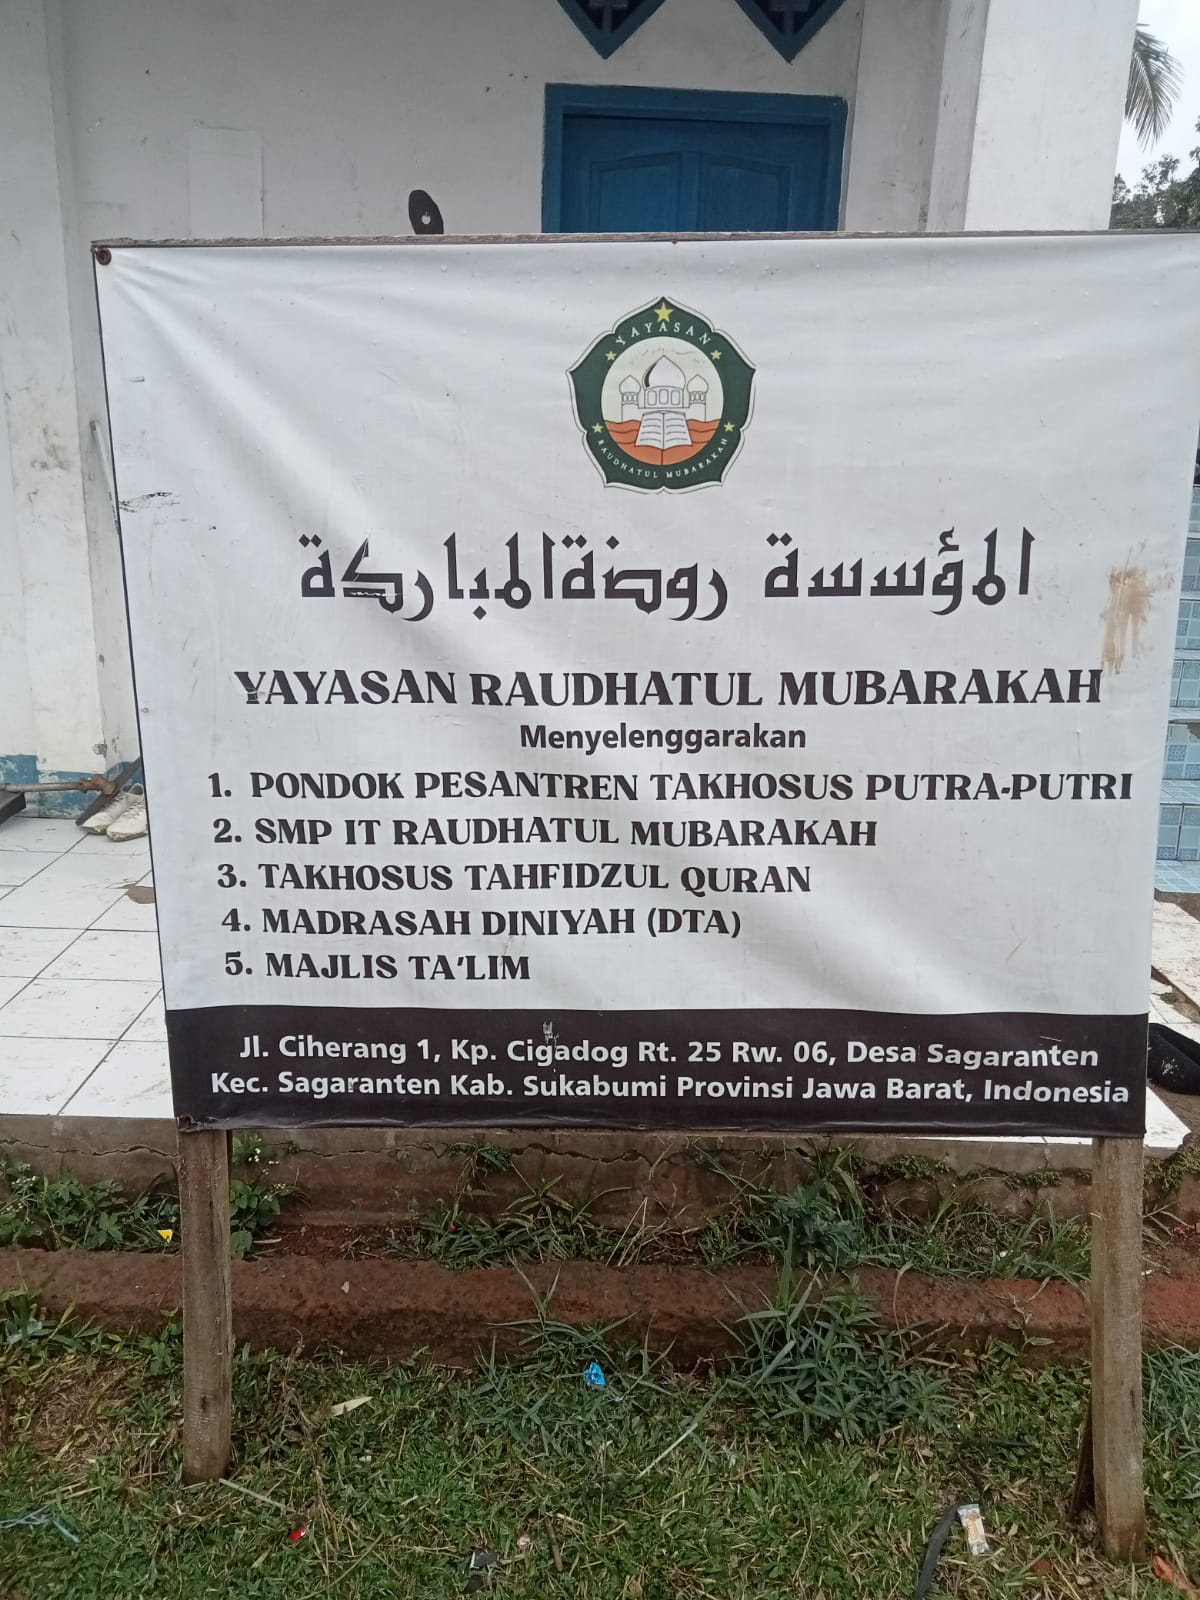 YAYASAN
RAUDHATUL MUBARAKAH
المؤسسة روضةالمباركة
YAYASAN RAUDHATUL MUBARAKAH
Menyelenggarakan
1. PONDOK PESANTREN TAKHOSUS PUTRA-PUTRI
2. SMP IT RAUDHATUL MUBARAKAH
3. TAKHOSUS TAHFIDZUL QURAN
4. MADRASAH DINIYAH (DTA)
5. MAJLIS TA'LIM
Jl. Ciherang 1, Kp. Cigadog Rt. 25 Rw. 06, Desa Sagaranten
Kec. Sagaranten Kab. Sukabumi Provinsi Jawa Barat, Indonesia